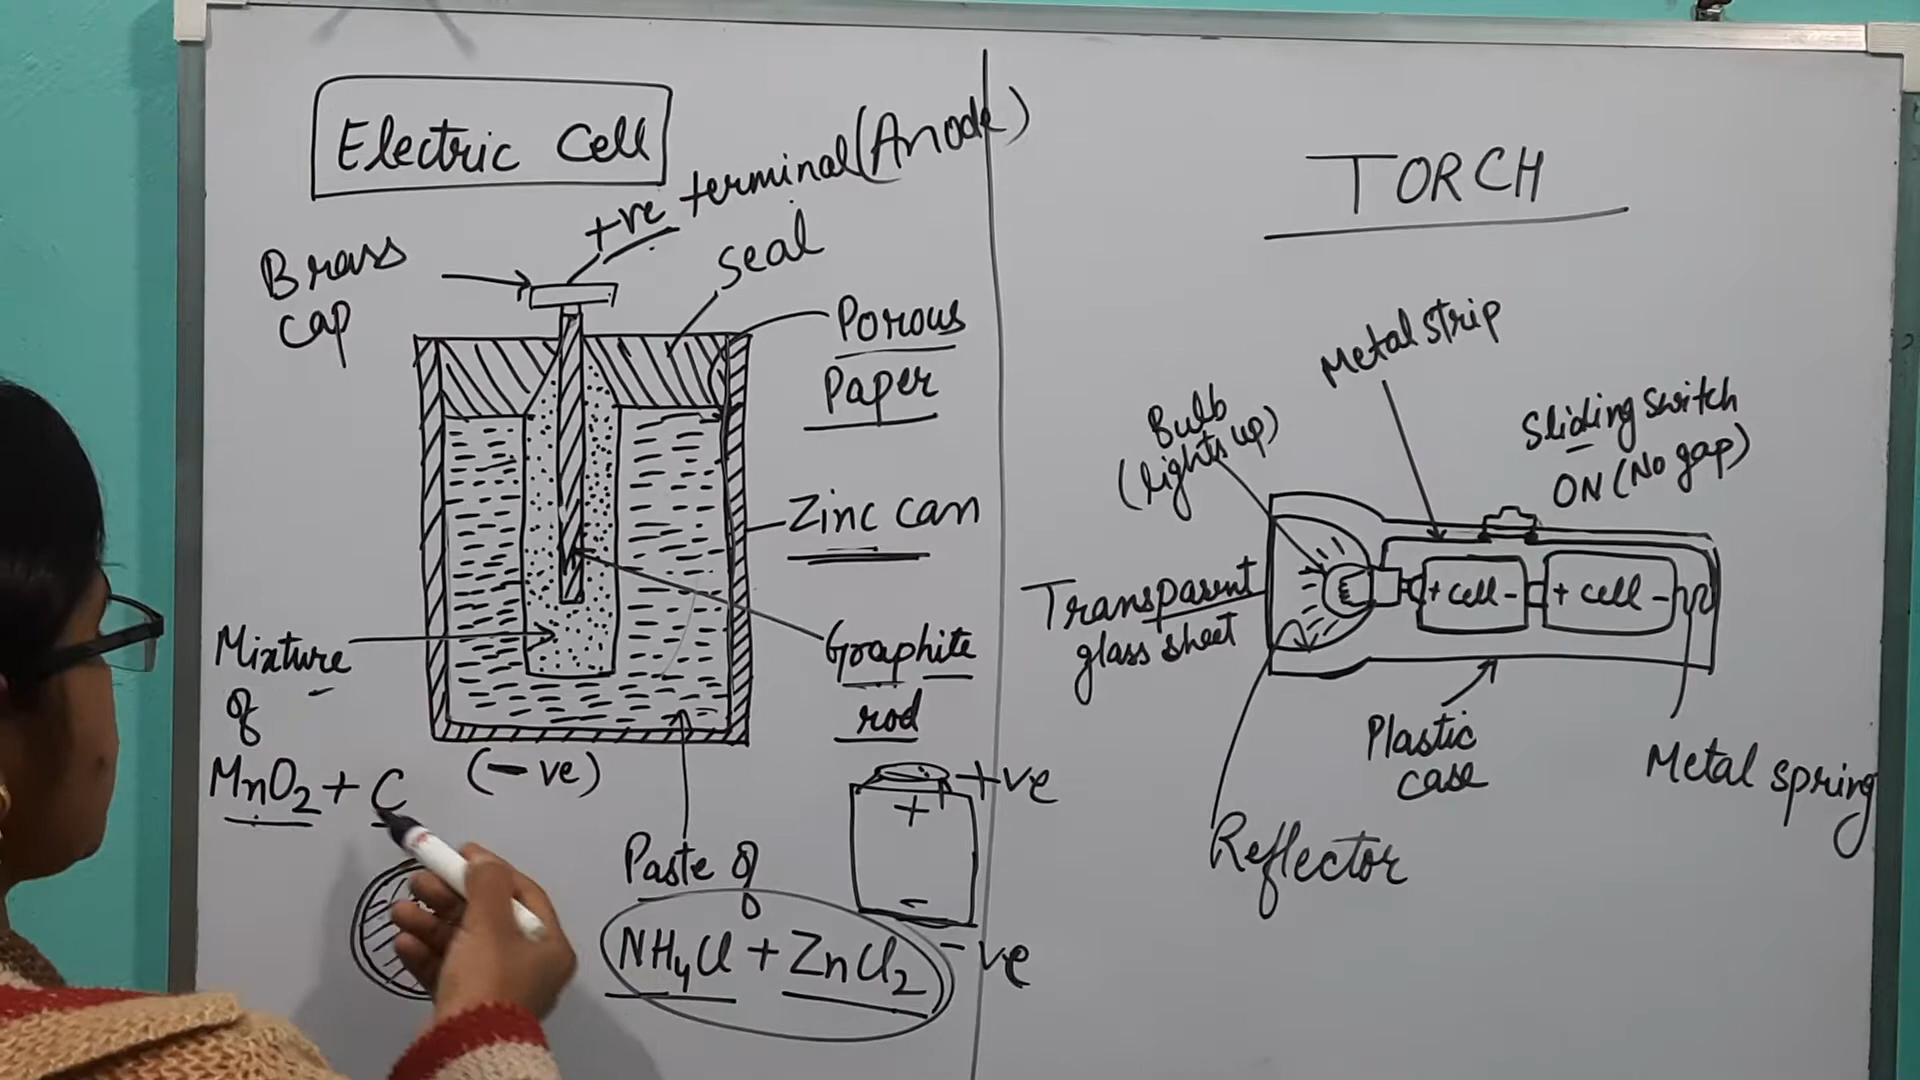 Electric Cell
+ve terminal (Anode)
Brass
cap
Seal
Porous
Paper
Zinc can
Mixture
of
MnO2 + C
Graphite
rod
(-ve)
Paste of
NH4Cl + ZnCl2
+ve
+
-
-ve
TORCH
Metal strip
Sliding switch
ON (No gap)
Bulb
(lights up)
Transparent
glass sheet
+ cell -
+ cell -
Plastic
case
Metal spring
Reflector